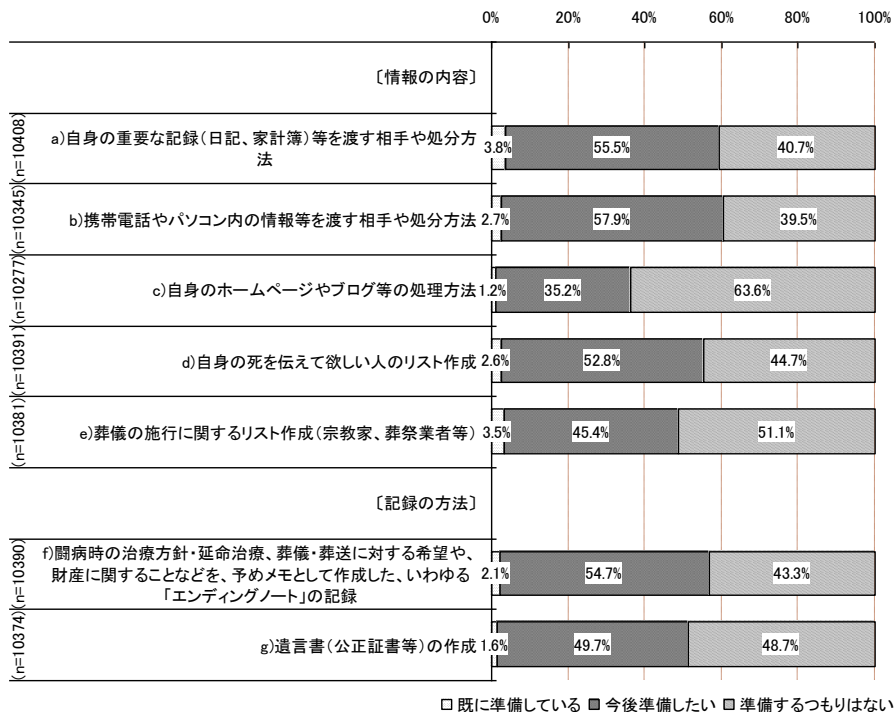 0% 20% 40% 60% 80% 100%
〔情報の内容〕
(n=10408)
a)自身の重要な記録(日記、家計簿)等を渡す相手や処分方
法
3.8% 55.5% 40.7%
(n=10345)
b)携帯電話やパソコン内の情報等を渡す相手や処分方法
2.7% 57.9% 39.5%
(n=10277)
c)自身のホームページやブログ等の処理方法
1.2% 35.2% 63.6%
(n=10391)
d)自身の死を伝えて欲しい人のリスト作成
2.6% 52.8% 44.7%
(n=10381)
e)葬儀の施行に関するリスト作成(宗教家、葬祭業者等)
3.5% 45.4% 51.1%
〔記録の方法〕
(n=10390)
f)闘病時の治療方針・延命治療、葬儀・葬送に対する希望や、
財産に関することなどを、予めメモとして作成した、いわゆる
「エンディングノート」の記録
2.1% 54.7% 43.3%
(n=10374)
g)遺言書(公正証書等)の作成
1.6% 49.7% 48.7%
既に準備している 今後準備したい 準備するつもりはない